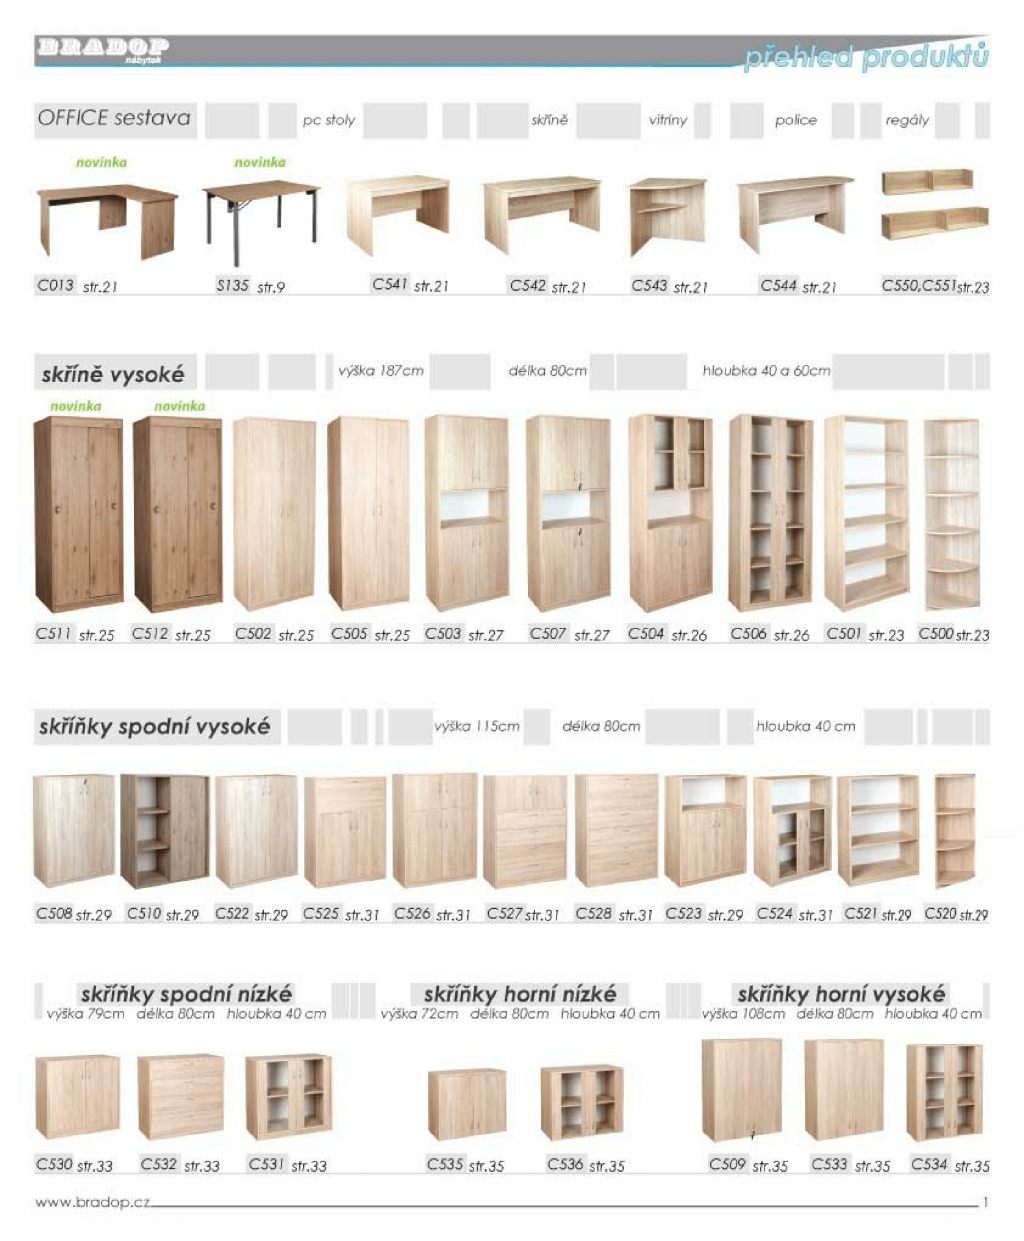 BRADOP
nábytek
přehled produktů
OFFICE sestava pc stoly skříně vitríny police regály
novinka novinka
C013 str.21 S135 str.9 C541 str.21 C542 str.21 C543 str.21 C544 str.21 C550,C551 str.23
skříně vysoké výška 187cm délka 80cm hloubka 40 a 60cm
novinka novinka
C511 str.25 C512 str.25 C502 str.25 C505 str.25 C503 str.27 C507 str.27 C504 str.26 C506 str.26 C501 str.23 C500 str.23
skříňky spodní vysoké výška 115cm délka 80cm hloubka 40 cm
C508 str.29 C510 str.29 C522 str.29 C525 str.31 C526 str.31 C527 str.31 C528 str.31 C523 str.29 C524 str.31 C521 str.29 C520 str.29
skříňky spodní nízké skříňky horní nízké skříňky horní vysoké
výška 79cm délka 80cm hloubka 40 cm výška 72cm délka 80cm hloubka 40 cm výška 108cm délka 80cm hloubka 40 cm
C530 str.33 C532 str.33 C531 str.33 C535 str.35 C536 str.35 C509 str.35 C533 str.35 C534 str.35
www.bradop.cz 1